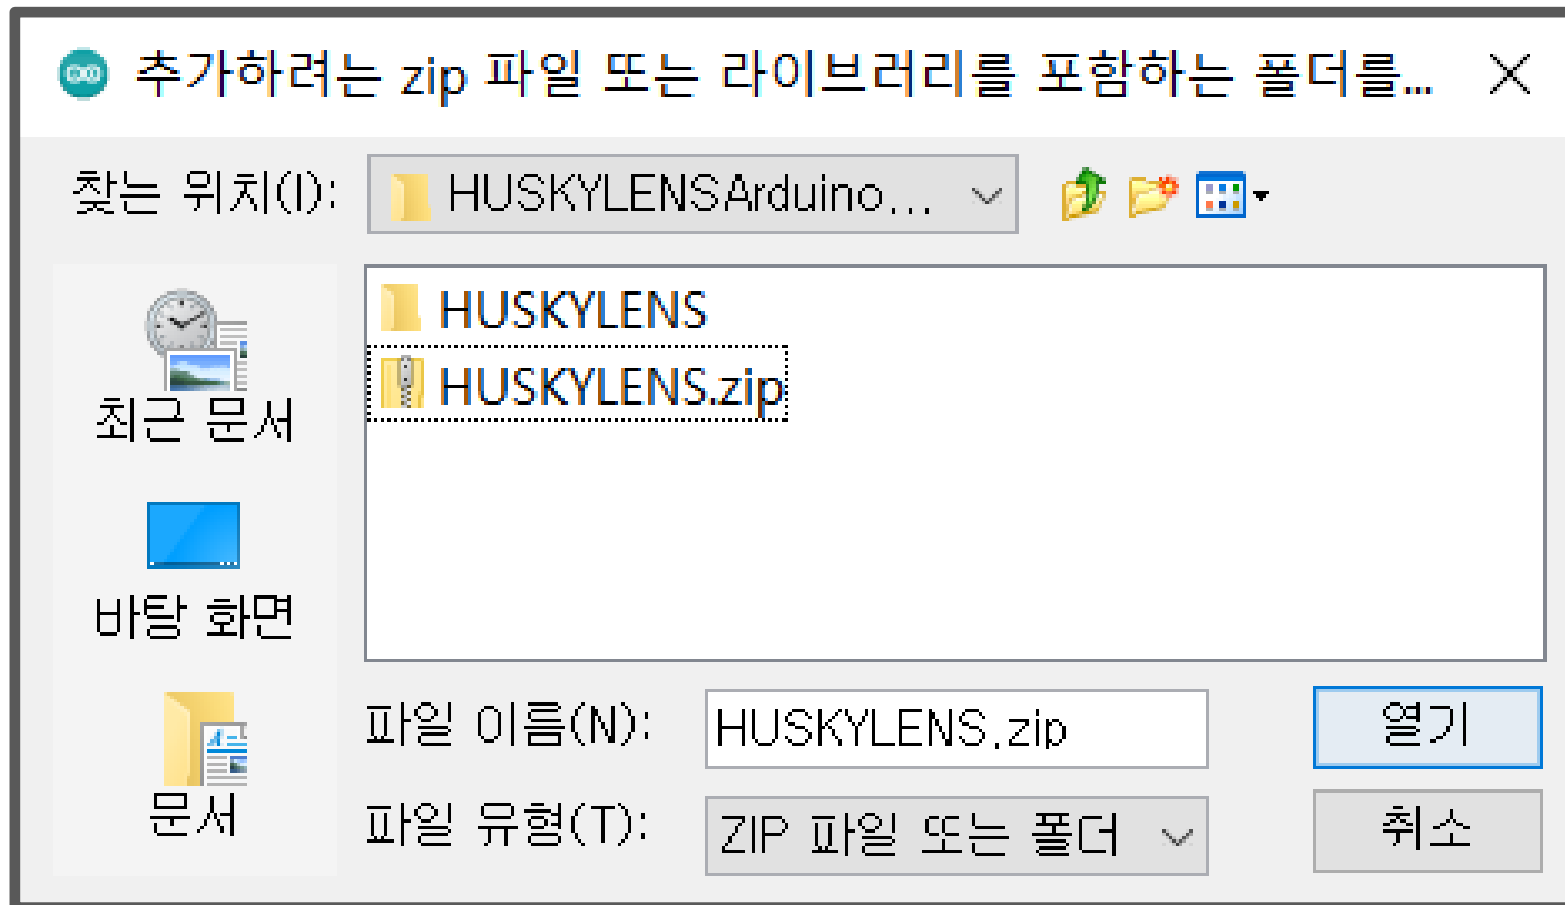 추가하려는 zip 파일 또는 라이브러리를 포함하는 폴더를...
찾는 위치(I):
HUSKYLENSArduino...
HUSKYLENS
HUSKYLENS.zip
최근 문서
바탕 화면
문서
파일 이름(N):
HUSKYLENS.zip
열기
파일 유형(T):
ZIP 파일 또는 폴더
취소